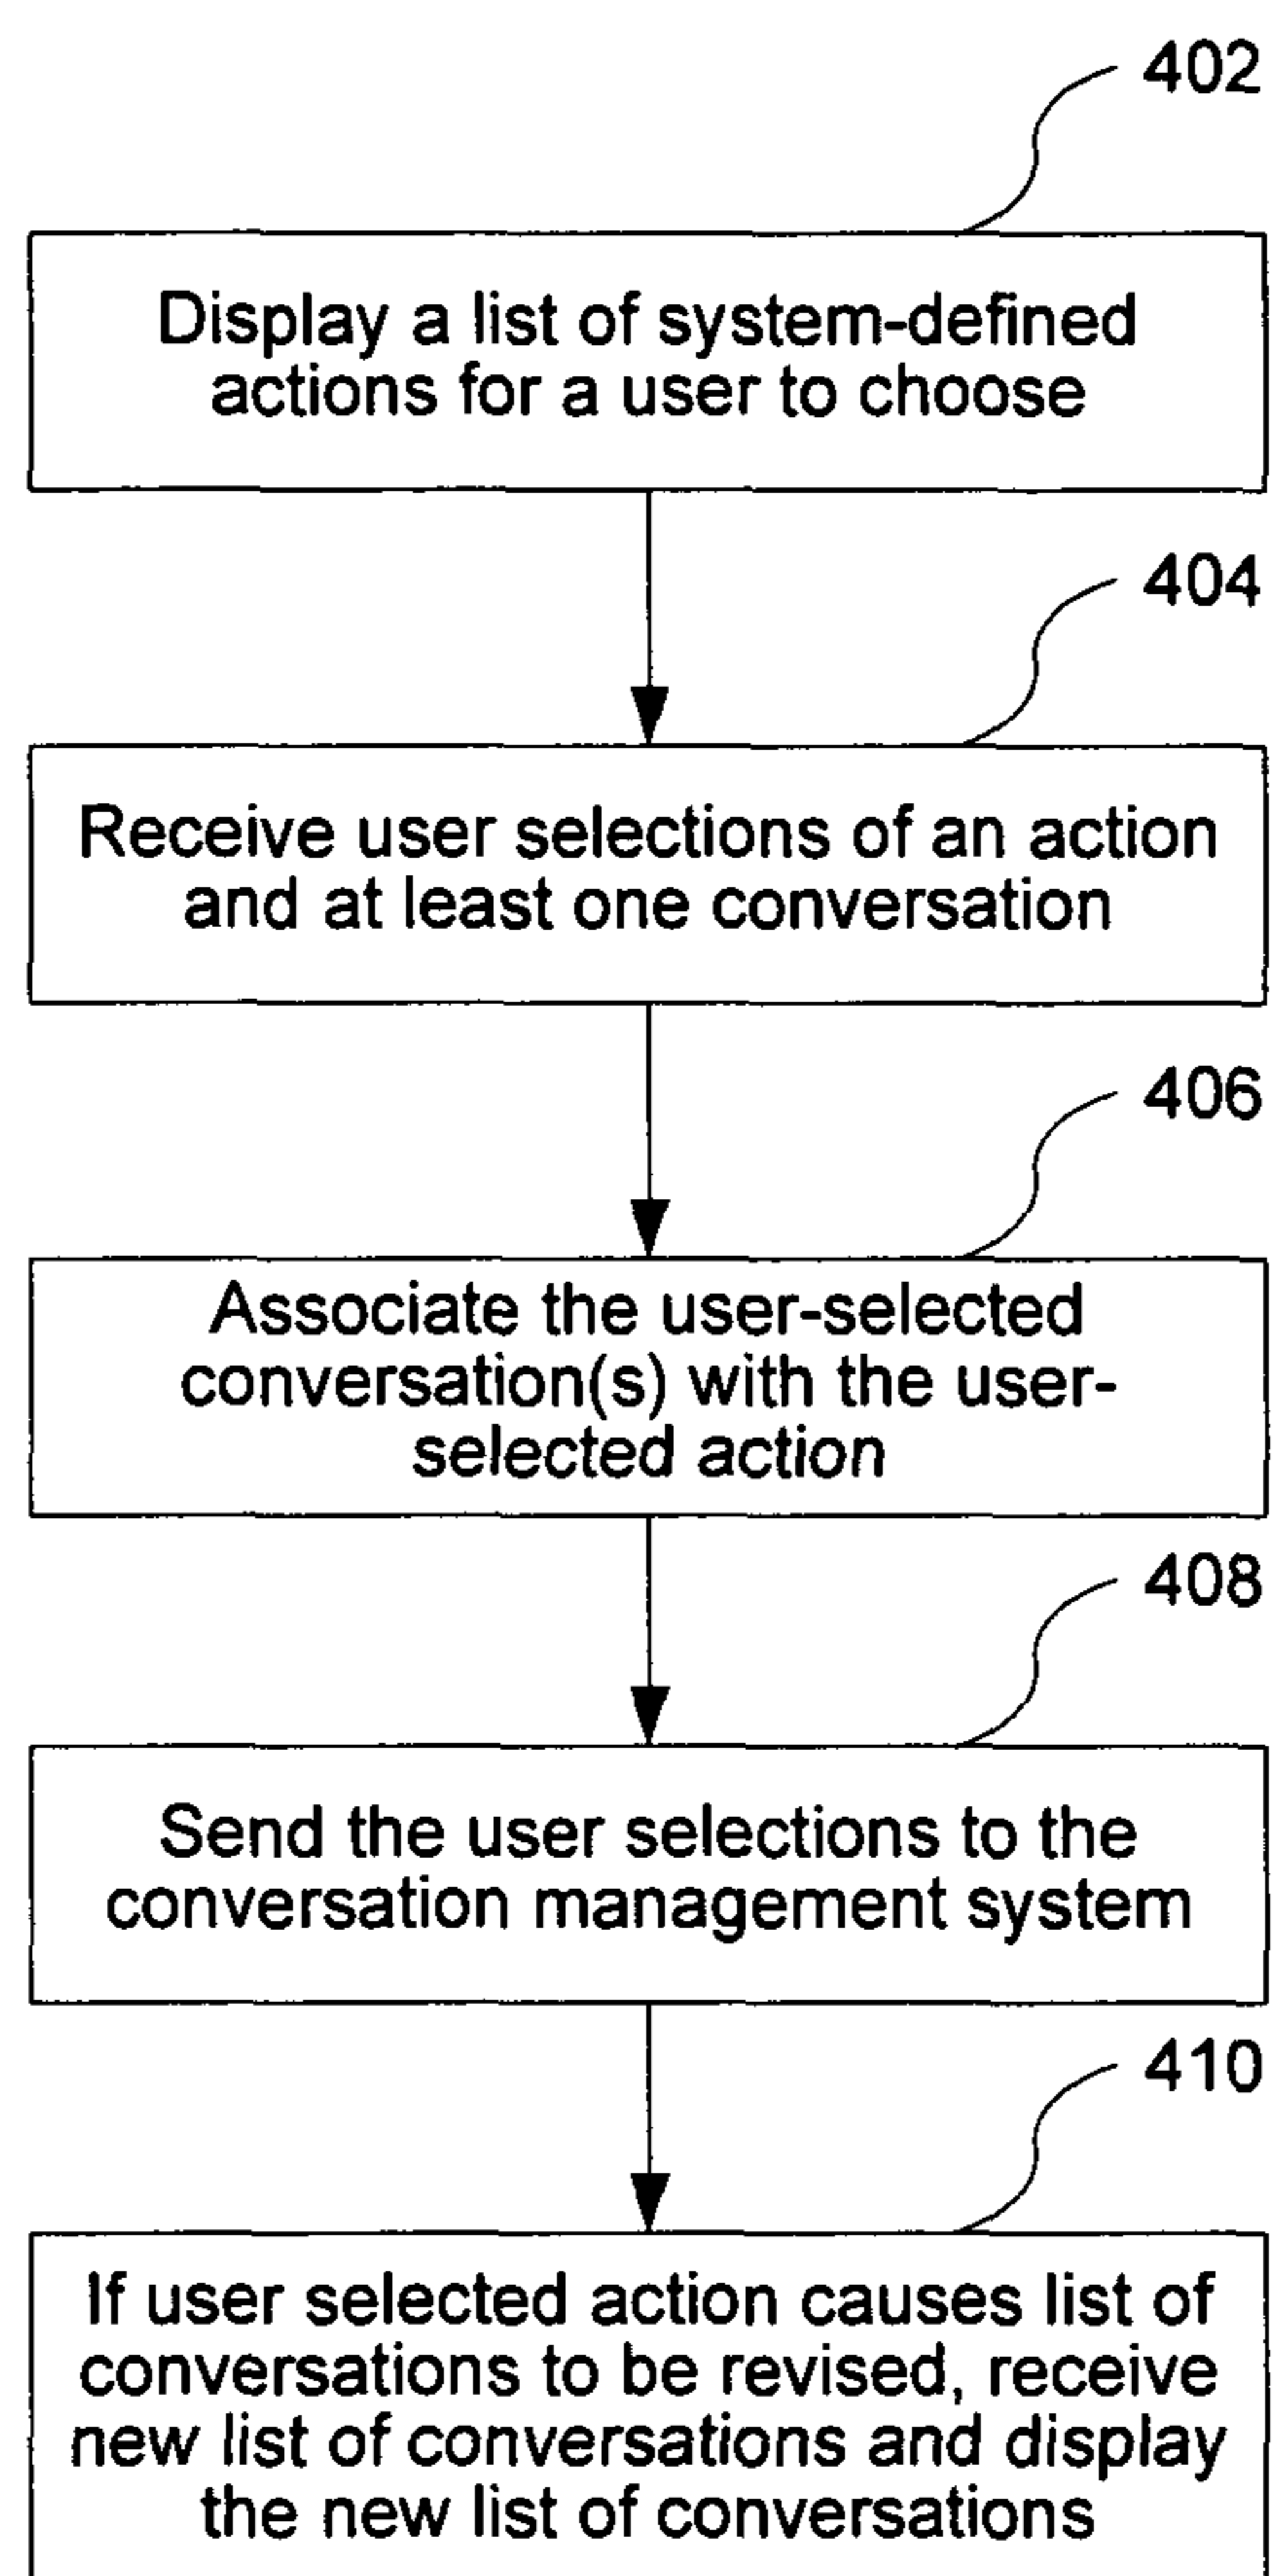 402
Display a list of system-defined
actions for a user to choose
404
Receive user selections of an action
and at least one conversation
406
Associate the user-selected
conversation(s) with the user-
selected action
408
Send the user selections to the
conversation management system
410
If user selected action causes list of
conversations to be revised, receive
new list of conversations and display
the new list of conversations